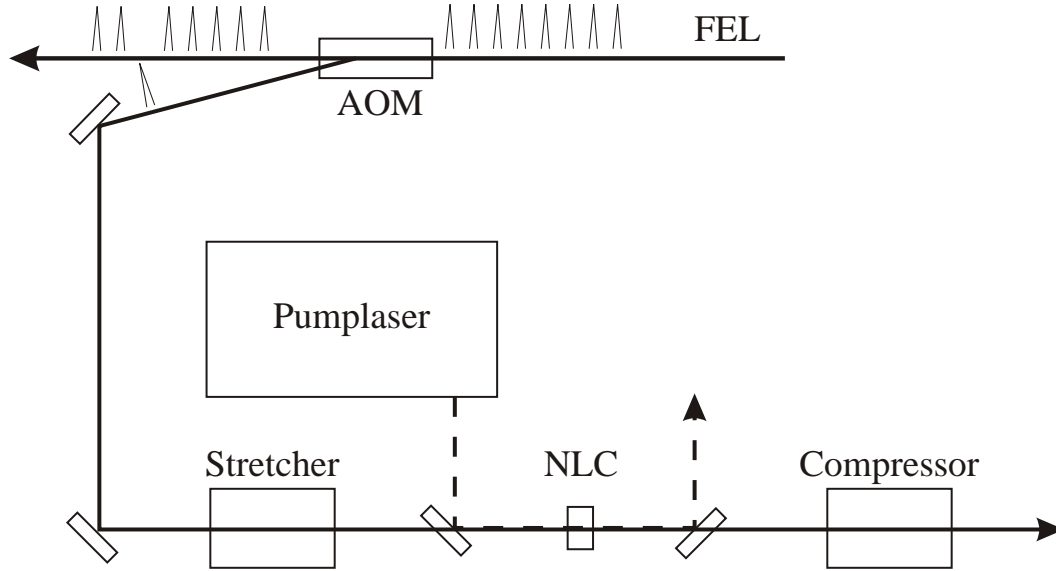 FEL
AOM
Pumplaser
Stretcher
NLC
Compressor